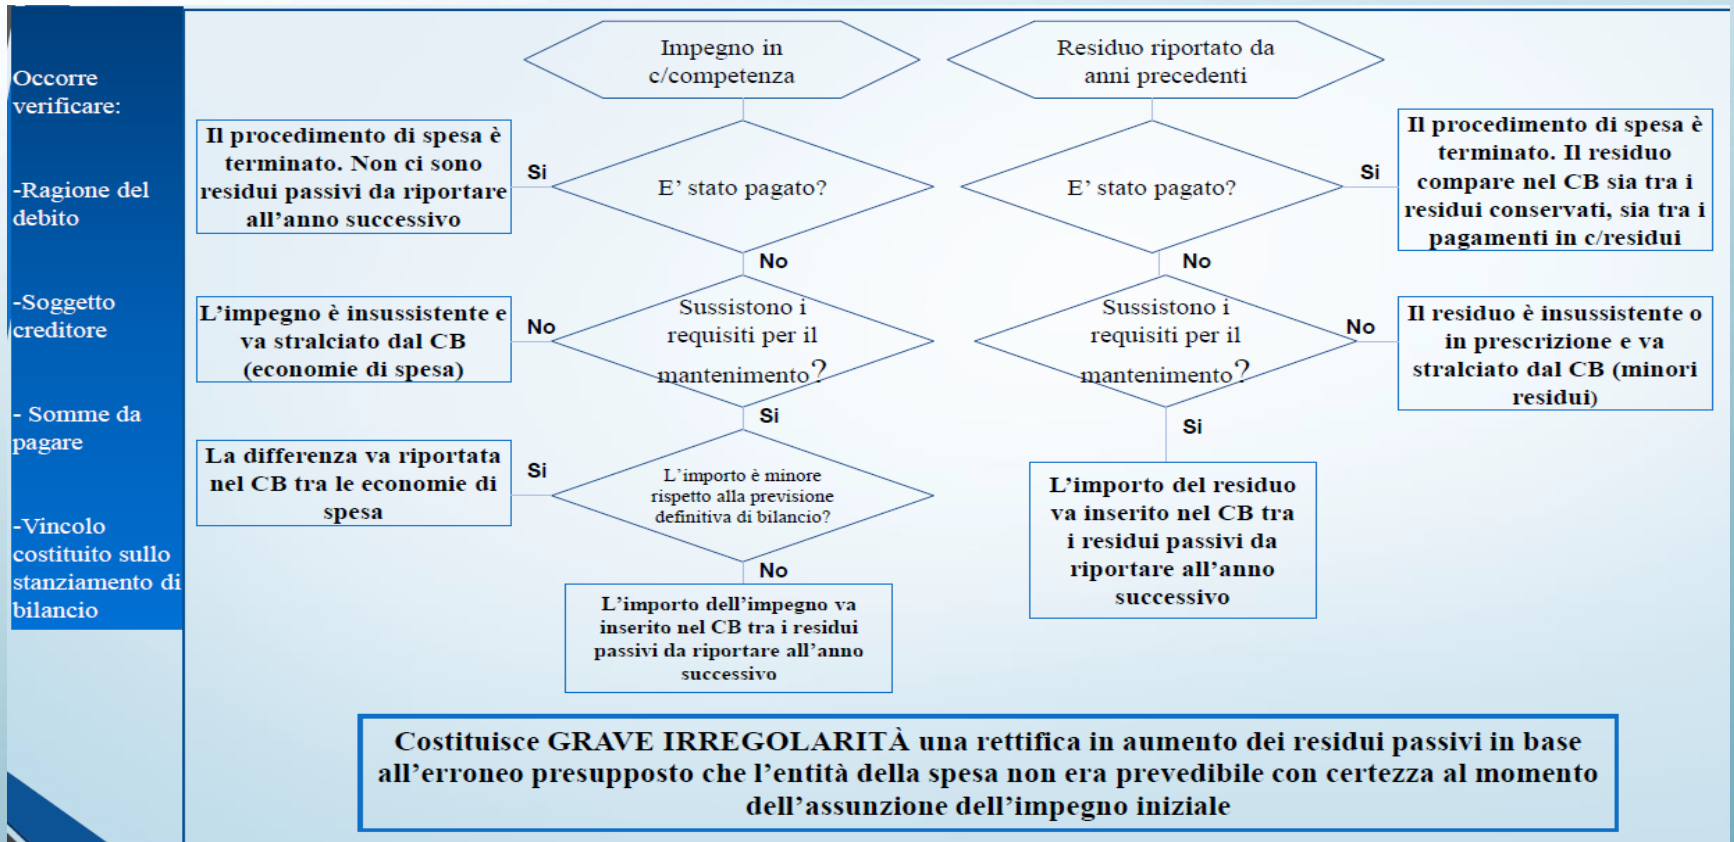 Occorre
verificare:
-Ragione del
debito
-Soggetto
creditore
- Somme da
pagare
-Vincolo
costituito sullo
stanziamento di
bilancio
Impegno in
c/competenza
E’ stato pagato?
Si
Il procedimento di spesa è
terminato. Non ci sono
residui passivi da riportare
all’anno successivo
No
Sussistono i
requisiti per il
mantenimento?
No
L’impegno è insussistente e
va stralciato dal CB
(economie di spesa)
Si
L’importo è minore
rispetto alla previsione
definitiva di bilancio?
Si
La differenza va riportata
nel CB tra le economie di
spesa
No
L’importo dell’impegno va
inserito nel CB tra i residui
passivi da riportare all’anno
successivo
Residuo riportato da
anni precedenti
E’ stato pagato?
Si
Il procedimento di spesa è
terminato. Il residuo
compare nel CB sia tra i
residui conservati, sia tra i
pagamenti in c/residui
No
Sussistono i
requisiti per il
mantenimento?
No
Il residuo è insussistente o
in prescrizione e va
stralciato dal CB (minori
residui)
Si
L’importo del residuo
va inserito nel CB tra
i residui passivi da
riportare all’anno
successivo
Costituisce GRAVE IRREGOLARITÀ una rettifica in aumento dei residui passivi in base
all’erroneo presupposto che l’entità della spesa non era prevedibile con certezza al momento
dell’assunzione dell’impegno iniziale